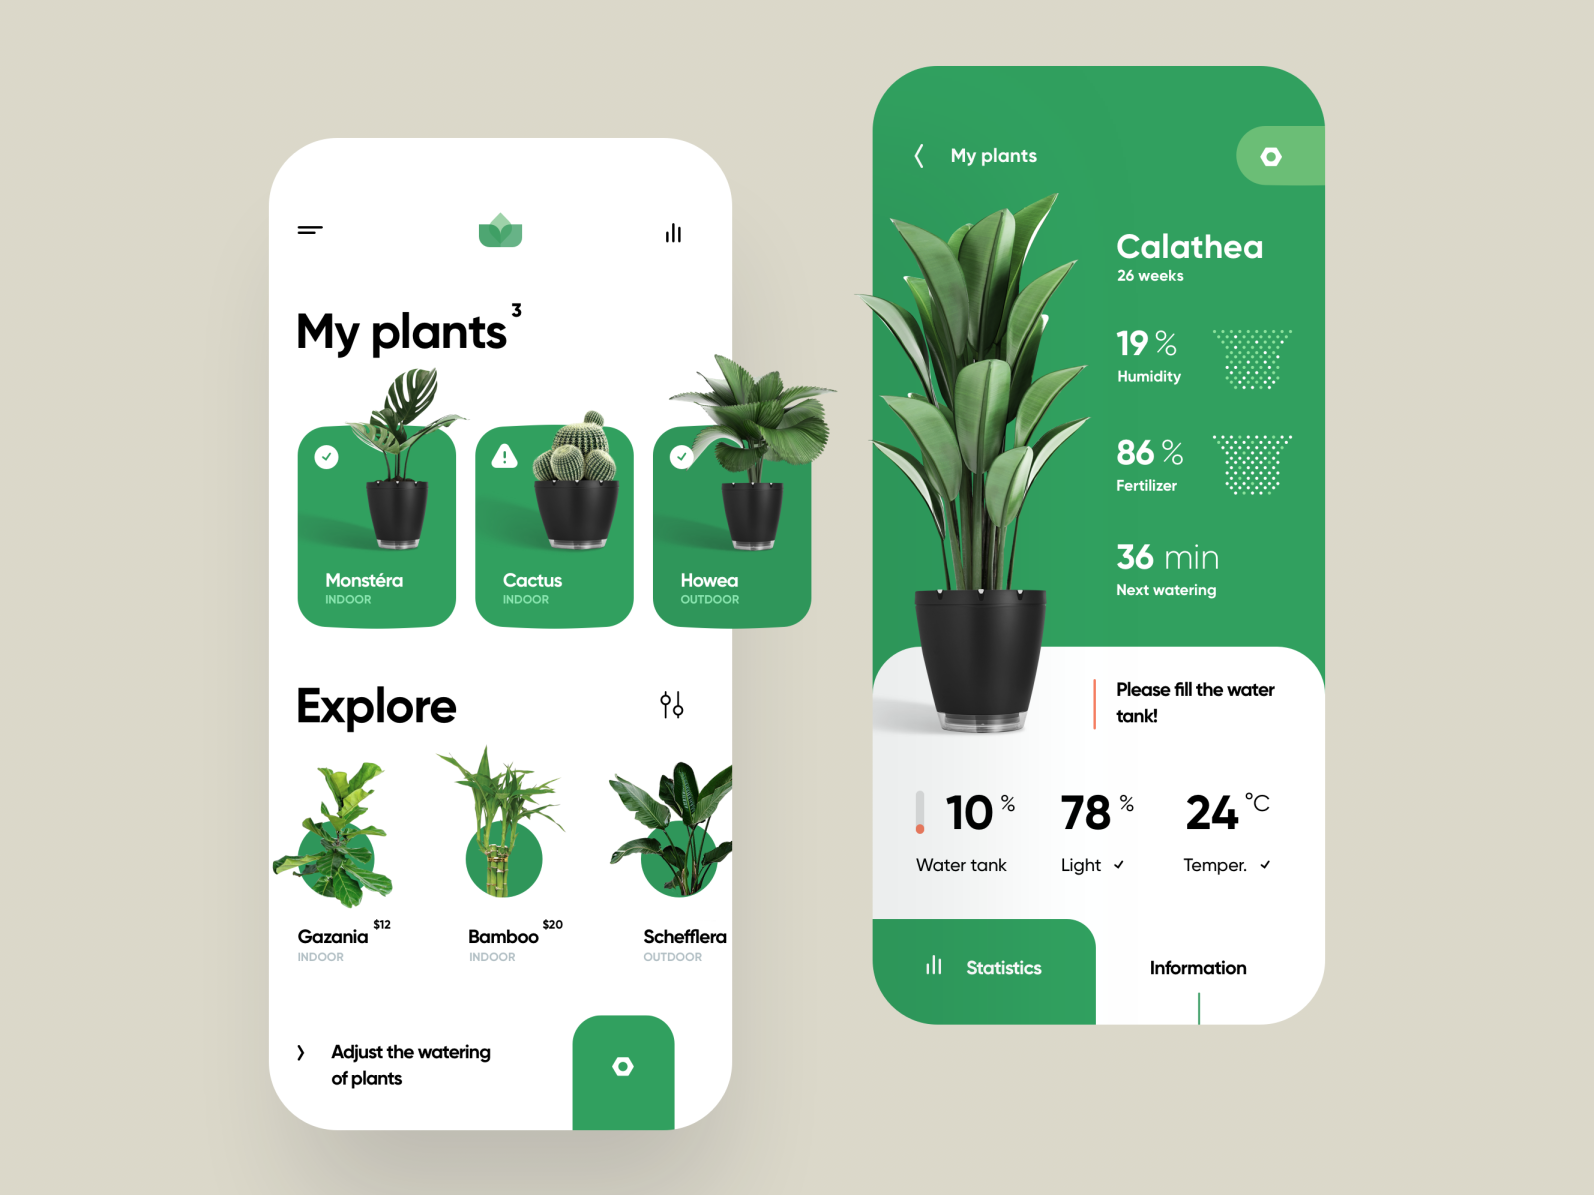 My plants 3
Monstéra
INDOOR
Cactus
INDOOR
Howea
OUTDOOR
Explore
Gazania $12
INDOOR
Bamboo $20
INDOOR
Schefflera
OUTDOOR
Adjust the watering
of plants
My plants
Calathea
26 weeks
19 %
Humidity
86 %
Fertilizer
36 min
Next watering
Please fill the water
tank!
10 %
Water tank
78 %
Light
24 °C
Temper.
Statistics
Information